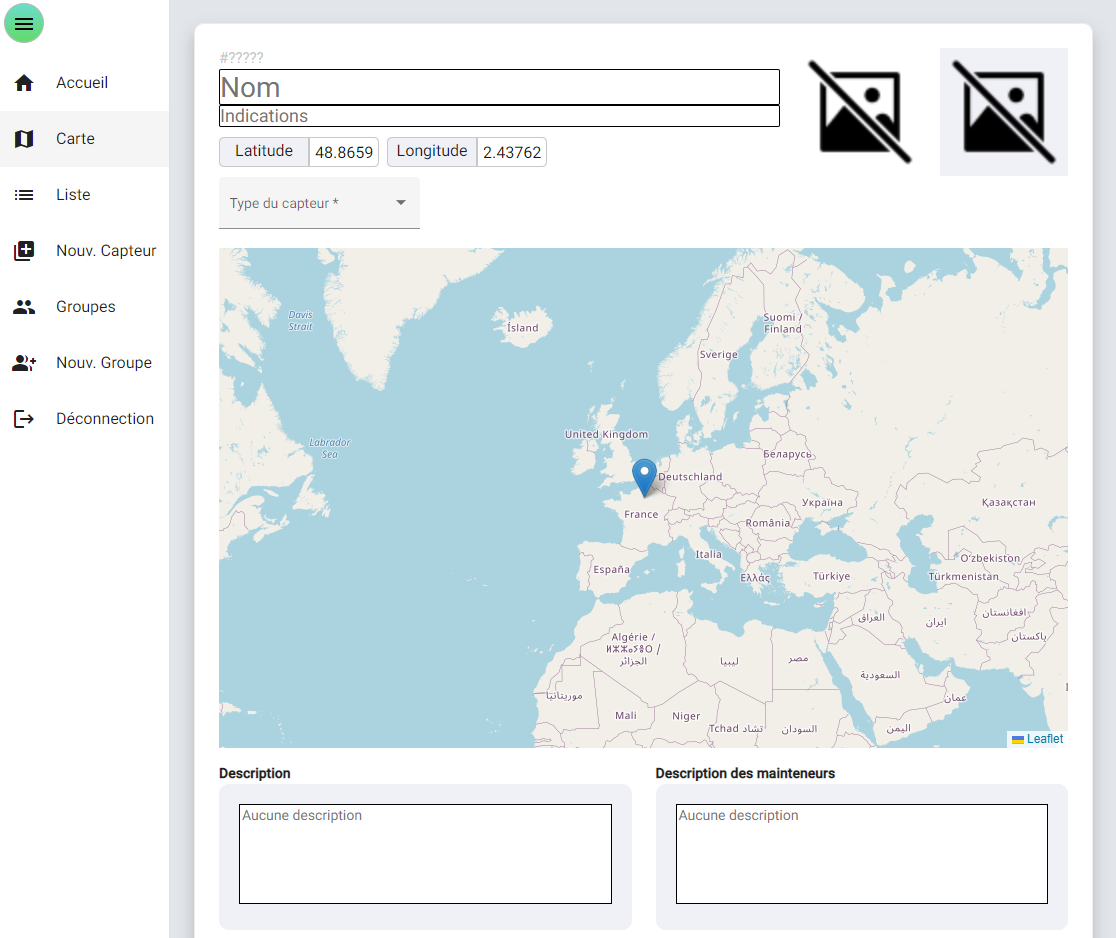 Accueil
Carte
Liste
Nouv. Capteur
Groupes
Nouv. Groupe
Déconnection
#?????
Nom
Indications
Latitude 48.8659 Longitude 2.43762
Type du capteur *
Davis
Strait
Ísland
Suomi /
Finland
Sverige
Labrador
Sea
United Kingdom
Беларусь
Deutschland
Україна
Қазақстан
France
România
Italia
Oʻzbekiston
España
Ελλάς
Türkiye
Türkmenistan
افغانستان
العراق
ایران
پاکستان
Algérie /
ⵍⵣⵣⴰⵢⴻⵔ /
الجزائر
ليبيا
مصر
السعودية
موريتانيا
عمان
Mali
Niger
Tchad تشاد
السودان
اليمن
Leaflet
Description
Aucune description
Description des mainteneurs
Aucune description